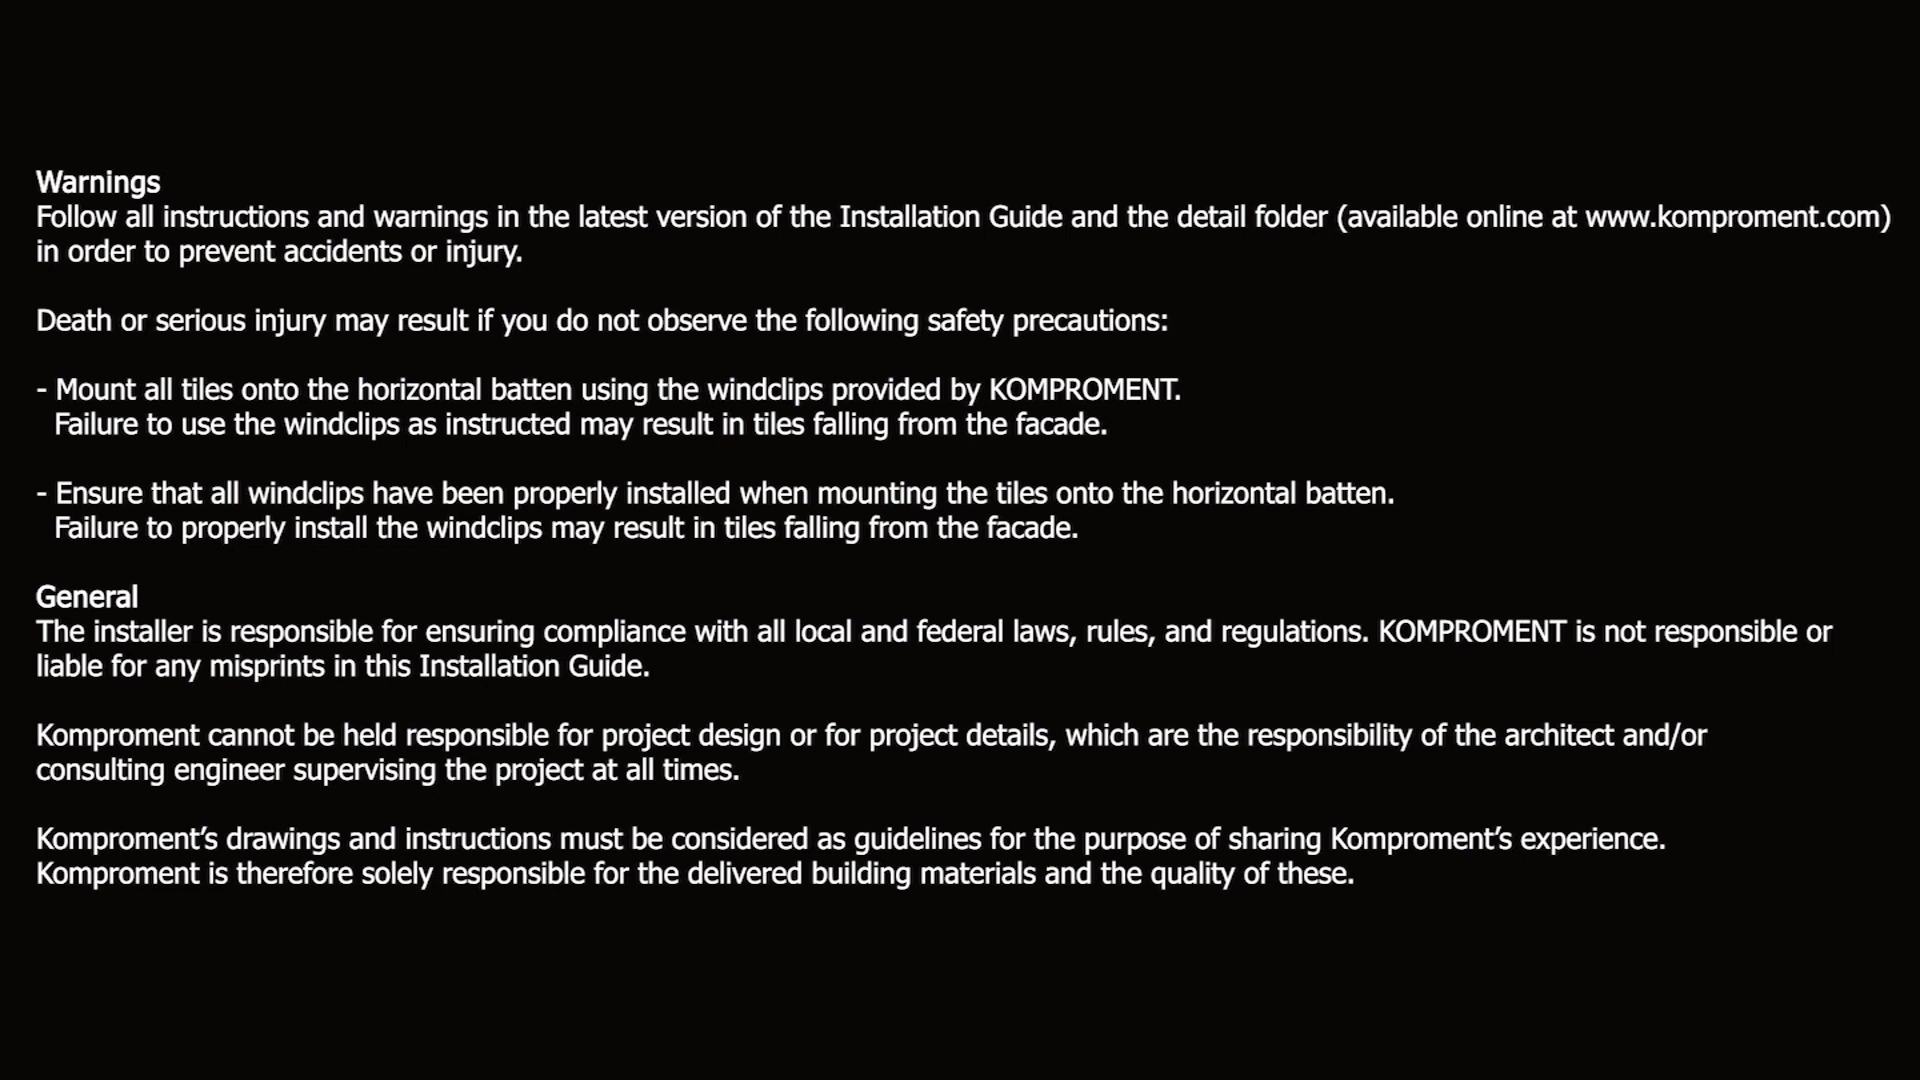 Warnings
Follow all instructions and warnings in the latest version of the Installation Guide and the detail folder (available online at www.komproment.com)
in order to prevent accidents or injury.
Death or serious injury may result if you do not observe the following safety precautions:
- Mount all tiles onto the horizontal batten using the windclips provided by KOMPROMENT.
Failure to use the windclips as instructed may result in tiles falling from the facade.
- Ensure that all windclips have been properly installed when mounting the tiles onto the horizontal batten.
Failure to properly install the windclips may result in tiles falling from the facade.
General
The installer is responsible for ensuring compliance with all local and federal laws, rules, and regulations. KOMPROMENT is not responsible or
liable for any misprints in this Installation Guide.
Komproment cannot be held responsible for project design or for project details, which are the responsibility of the architect and/or
consulting engineer supervising the project at all times.
Komproment’s drawings and instructions must be considered as guidelines for the purpose of sharing Komproment’s experience.
Komproment is therefore solely responsible for the delivered building materials and the quality of these.